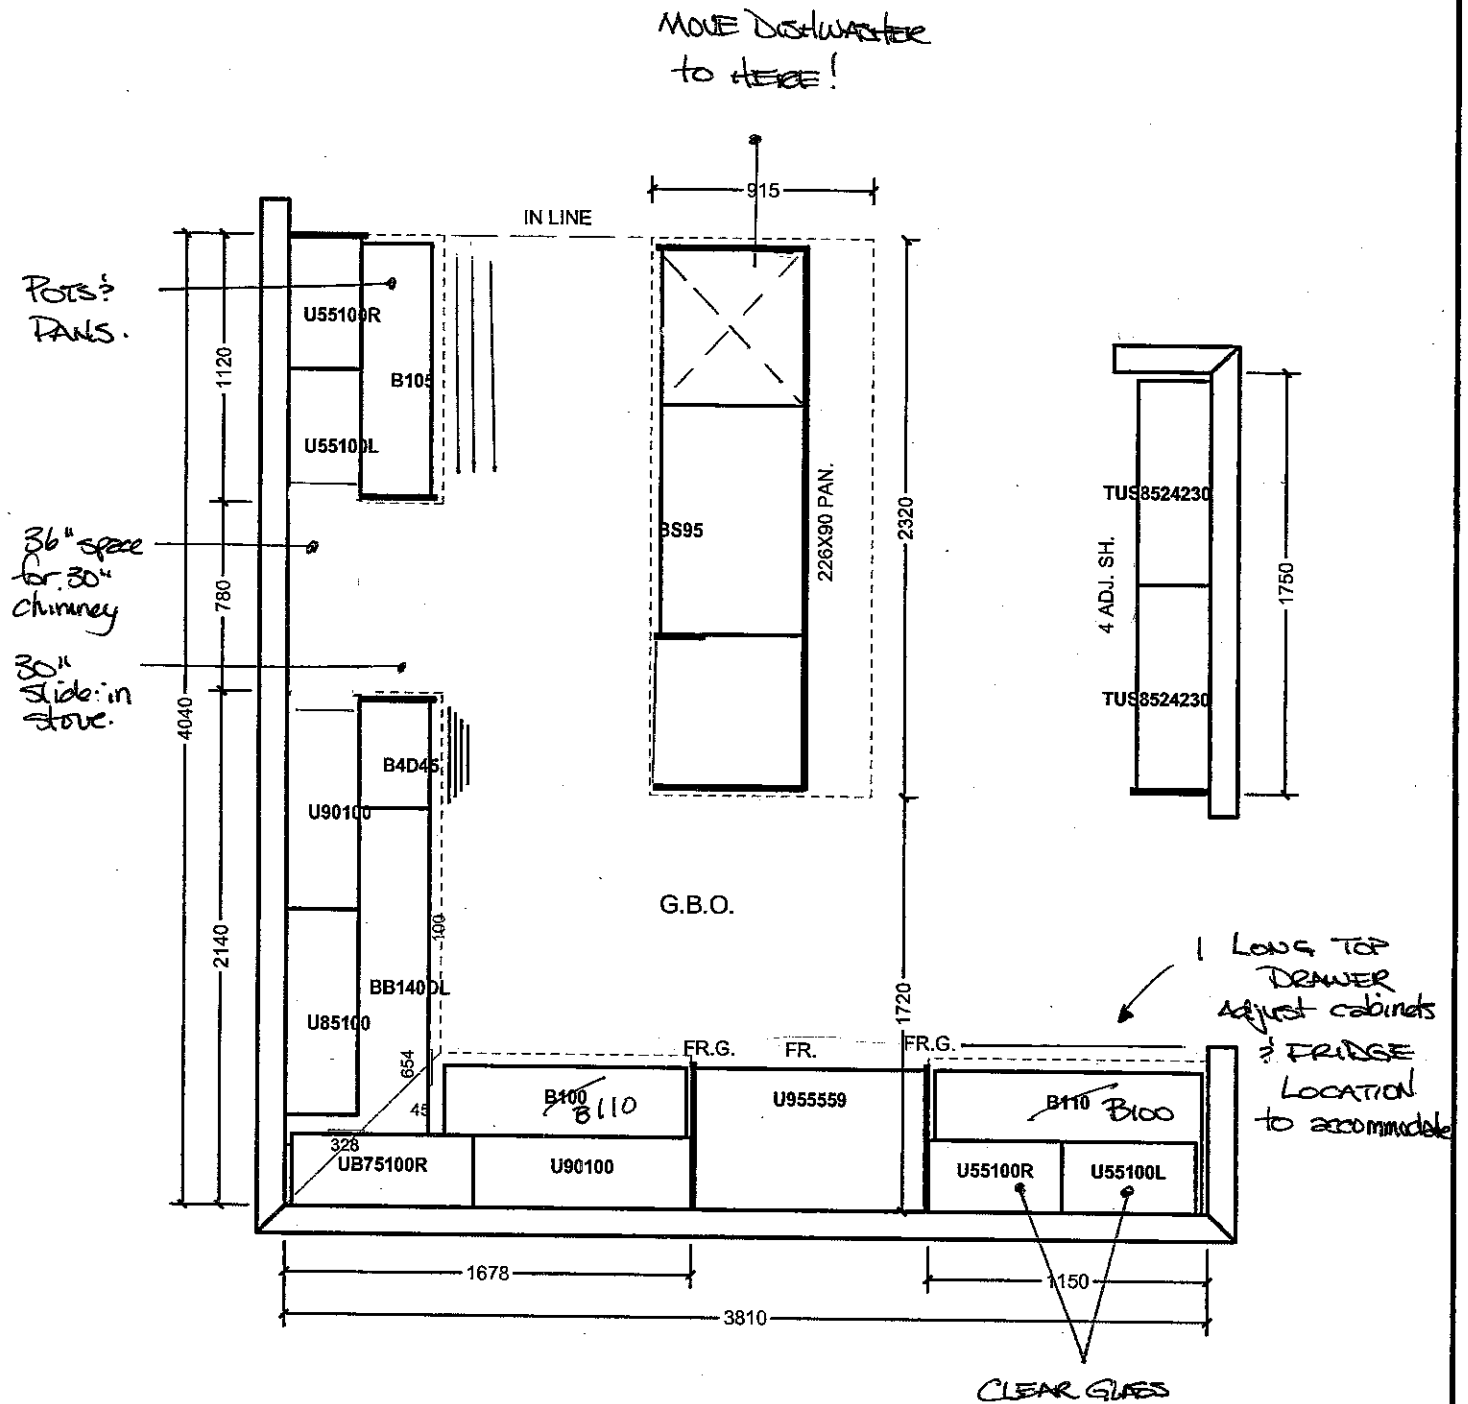 MOVE DISHWASHER
to HERE!
915
IN LINE
POTS &
PANS.
U55100R
B105
1120
U55100L
TUS8524230
226X90 PAN.
2320
BS95
4 ADJ. SH.
1750
36" space
for 30"
chimney
780
30"
slide-in
stove.
4040
TUS8524230
B4D45
U90100
G.B.O.
100
2140
BB140DL
U85100
1720
1 LONG TOP
DRAWER
Adjust cabinets
& FRIDGE
LOCATION
to accommodate
654
FR.G.
FR.
FR.G.
45
B100
B110
U955559
B110
B100
328
UB75100R
U90100
U55100R
U55100L
1678
1150
3810
CLEAR GLASS